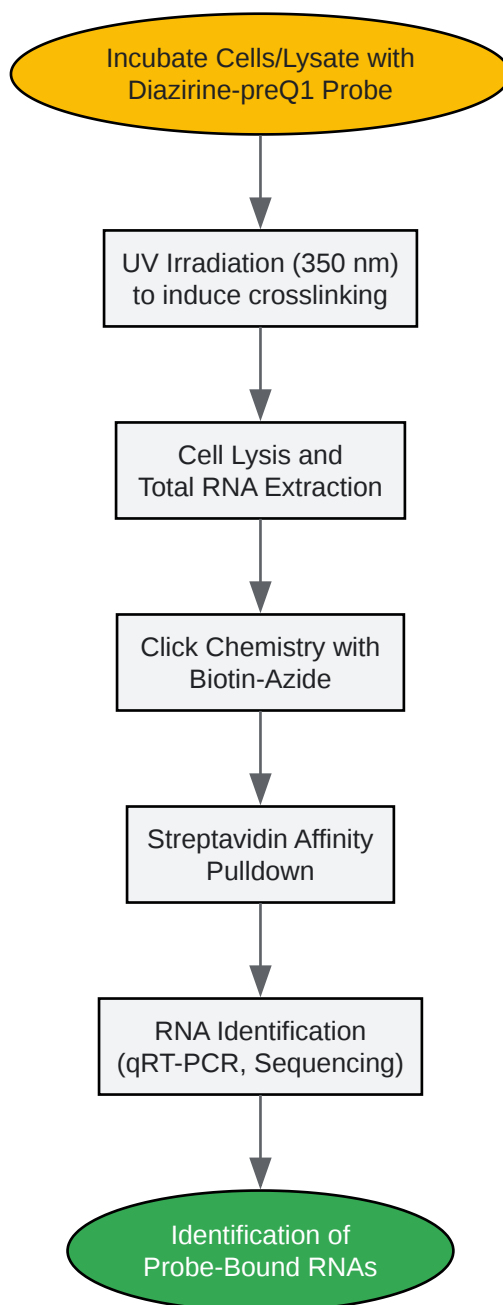 Incubate Cells/Lysate with
Diazirine-preQ1 Probe
UV Irradiation (350 nm)
to induce crosslinking
Cell Lysis and
Total RNA Extraction
Click Chemistry with
Biotin-Azide
Streptavidin Affinity
Pulldown
RNA Identification
(qRT-PCR, Sequencing)
Identification of
Probe-Bound RNAs